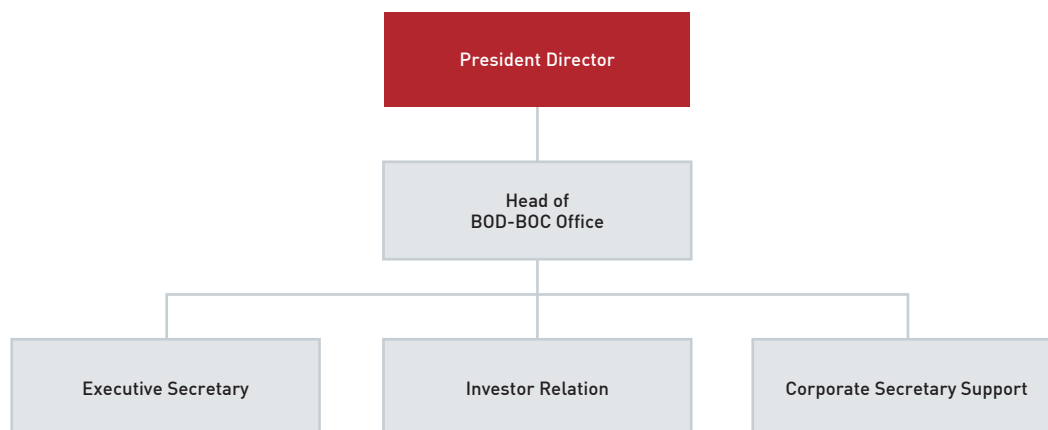 President Director
Head of
BOD-BOC Office
Executive Secretary
Investor Relation
Corporate Secretary Support